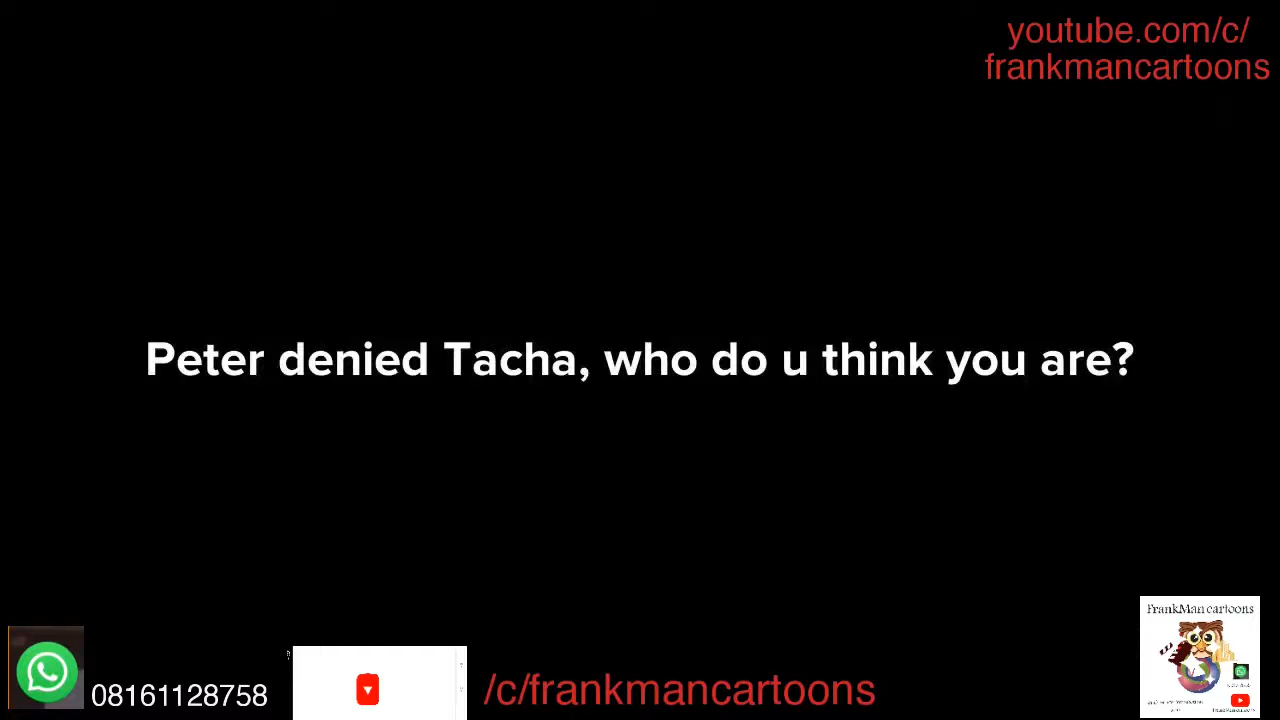 youtube.com/c/
frankmancartoons
Peter denied Tacha, who do u think you are?
FrankMan cartoons
08161128758
/c/frankmancartoons